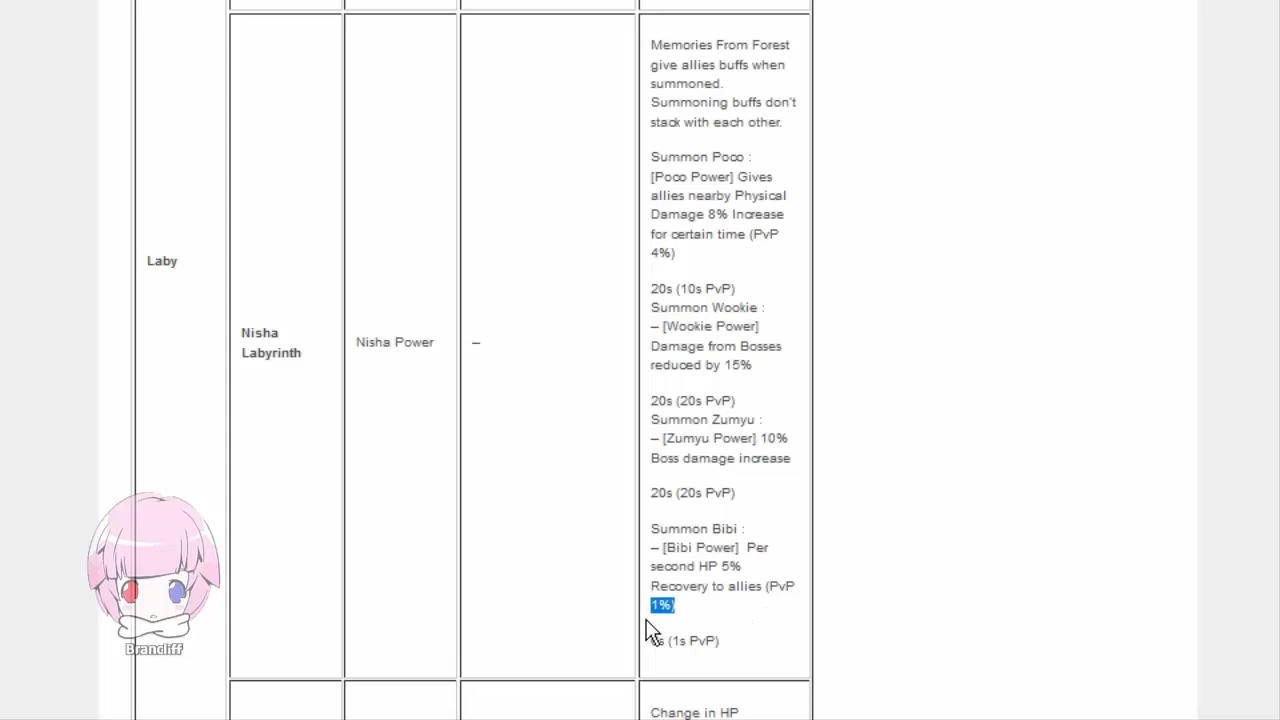 Laby
Nisha
Labyrinth
Nisha Power
–
Memories From Forest
give allies buffs when
summoned.
Summoning buffs don't
stack with each other.
Summon Poco :
[Poco Power] Gives
allies nearby Physical
Damage 8% Increase
for certain time (PvP
4%)
20s (10s PvP)
Summon Wookie :
– [Wookie Power]
Damage from Bosses
reduced by 15%
20s (20s PvP)
Summon Zumyu :
– [Zumyu Power] 10%
Boss damage increase
20s (20s PvP)
Summon Bibi :
– [Bibi Power]  Per
second HP 5%
Recovery to allies (PvP
1%)
(1s PvP)
Change in HP
Brancliff